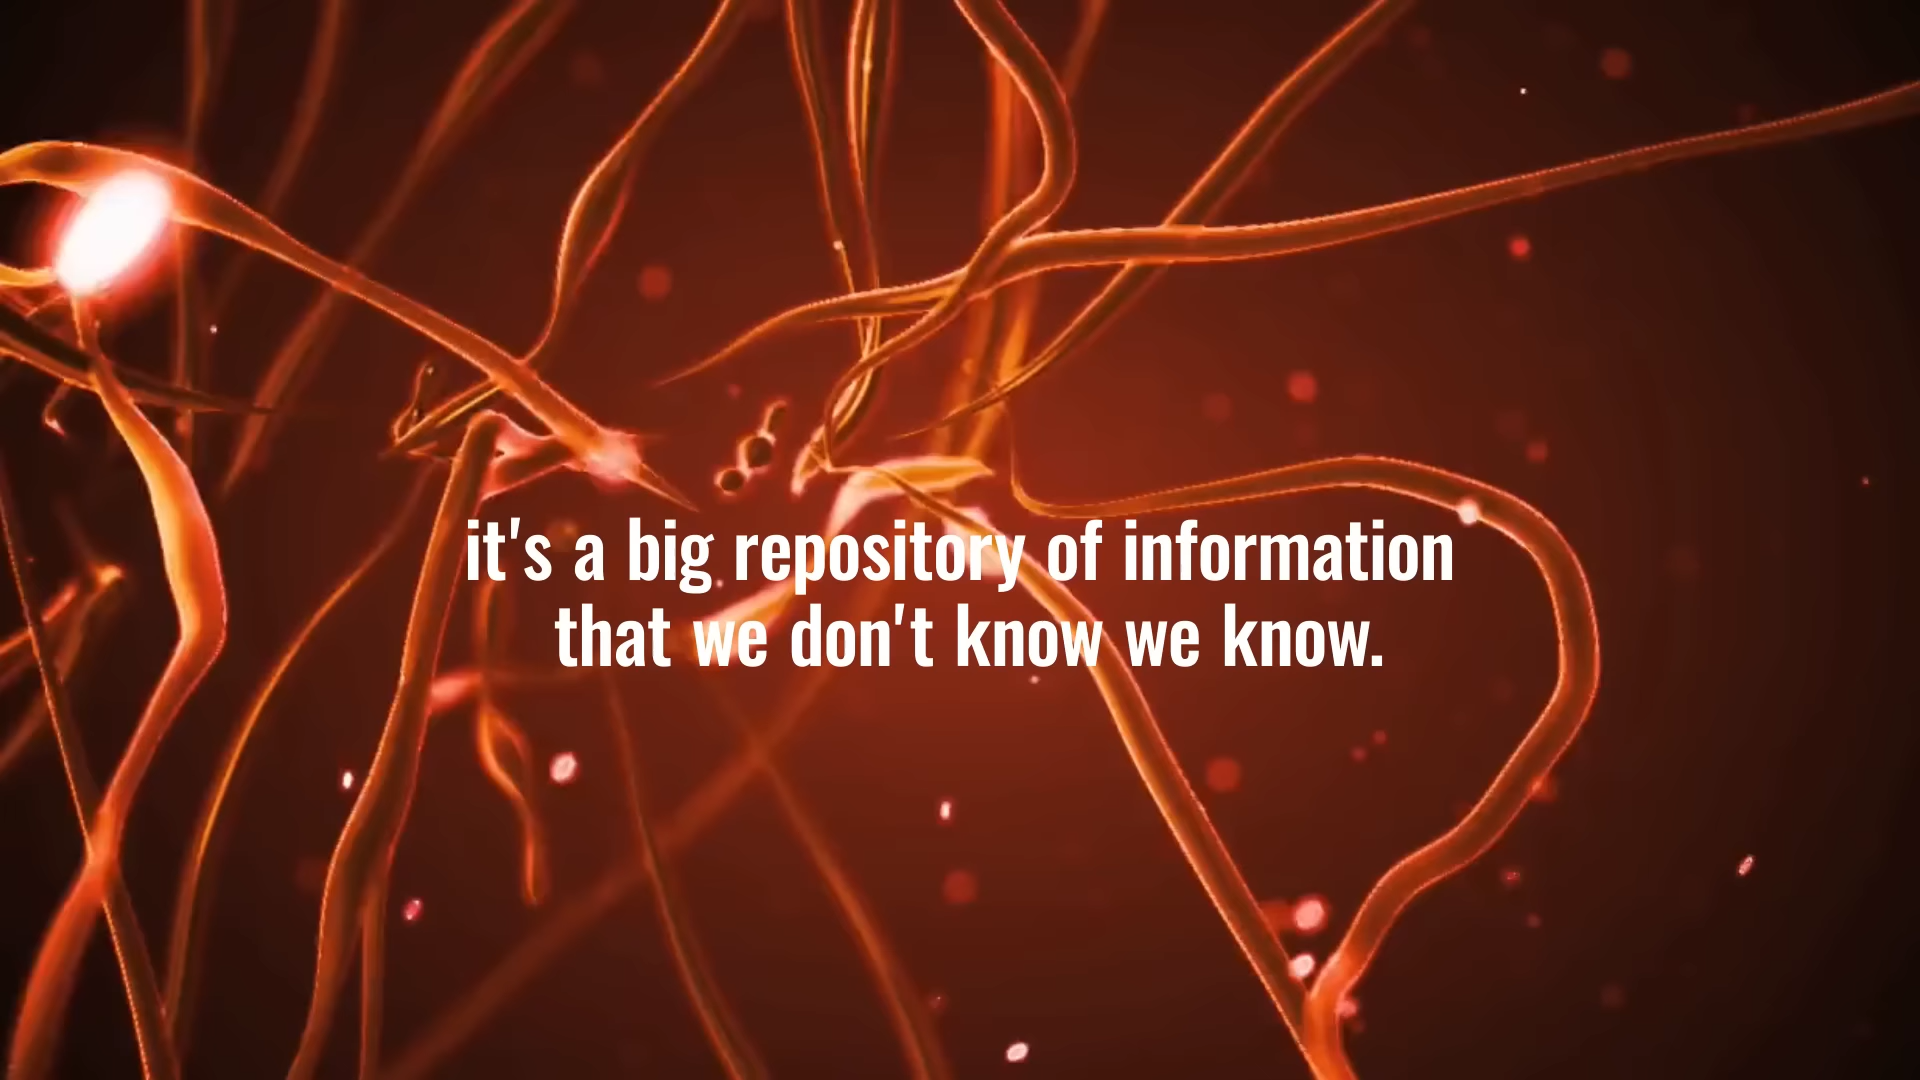 it's a big repository of information
that we don't know we know.